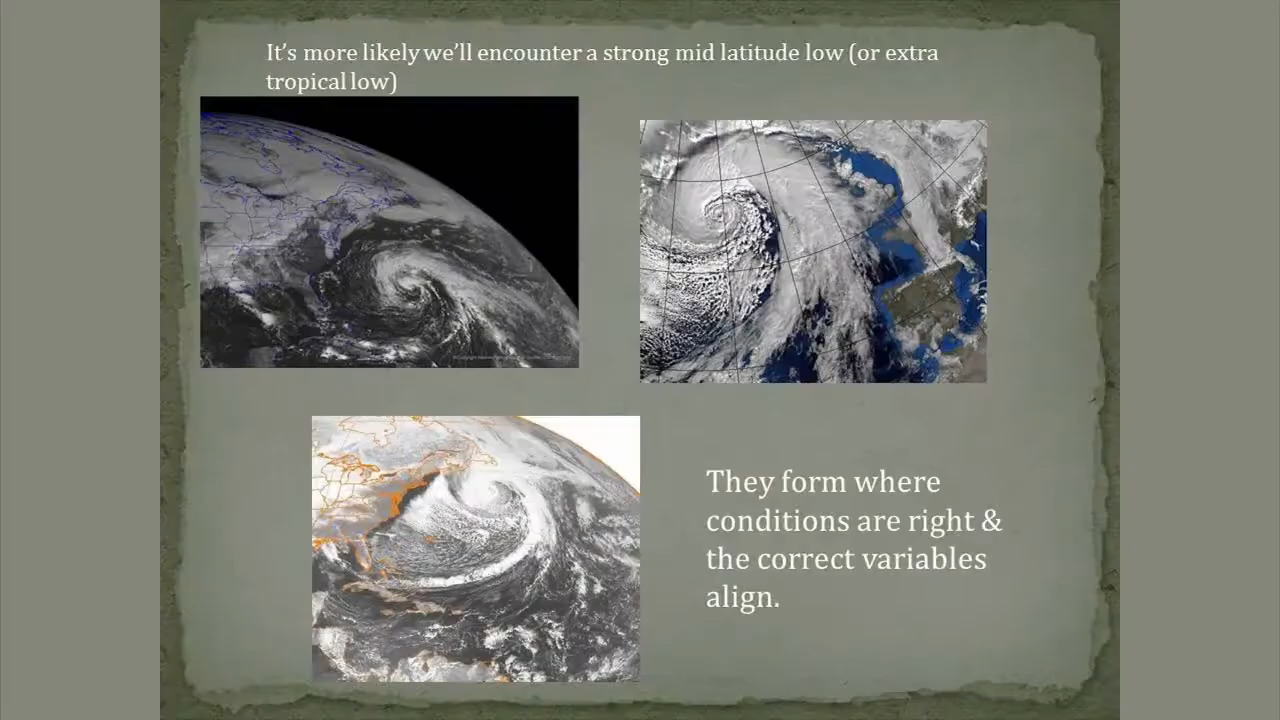 It's more likely we'll encounter a strong mid latitude low (or extra
tropical low)
They form where
conditions are right &
the correct variables
align.